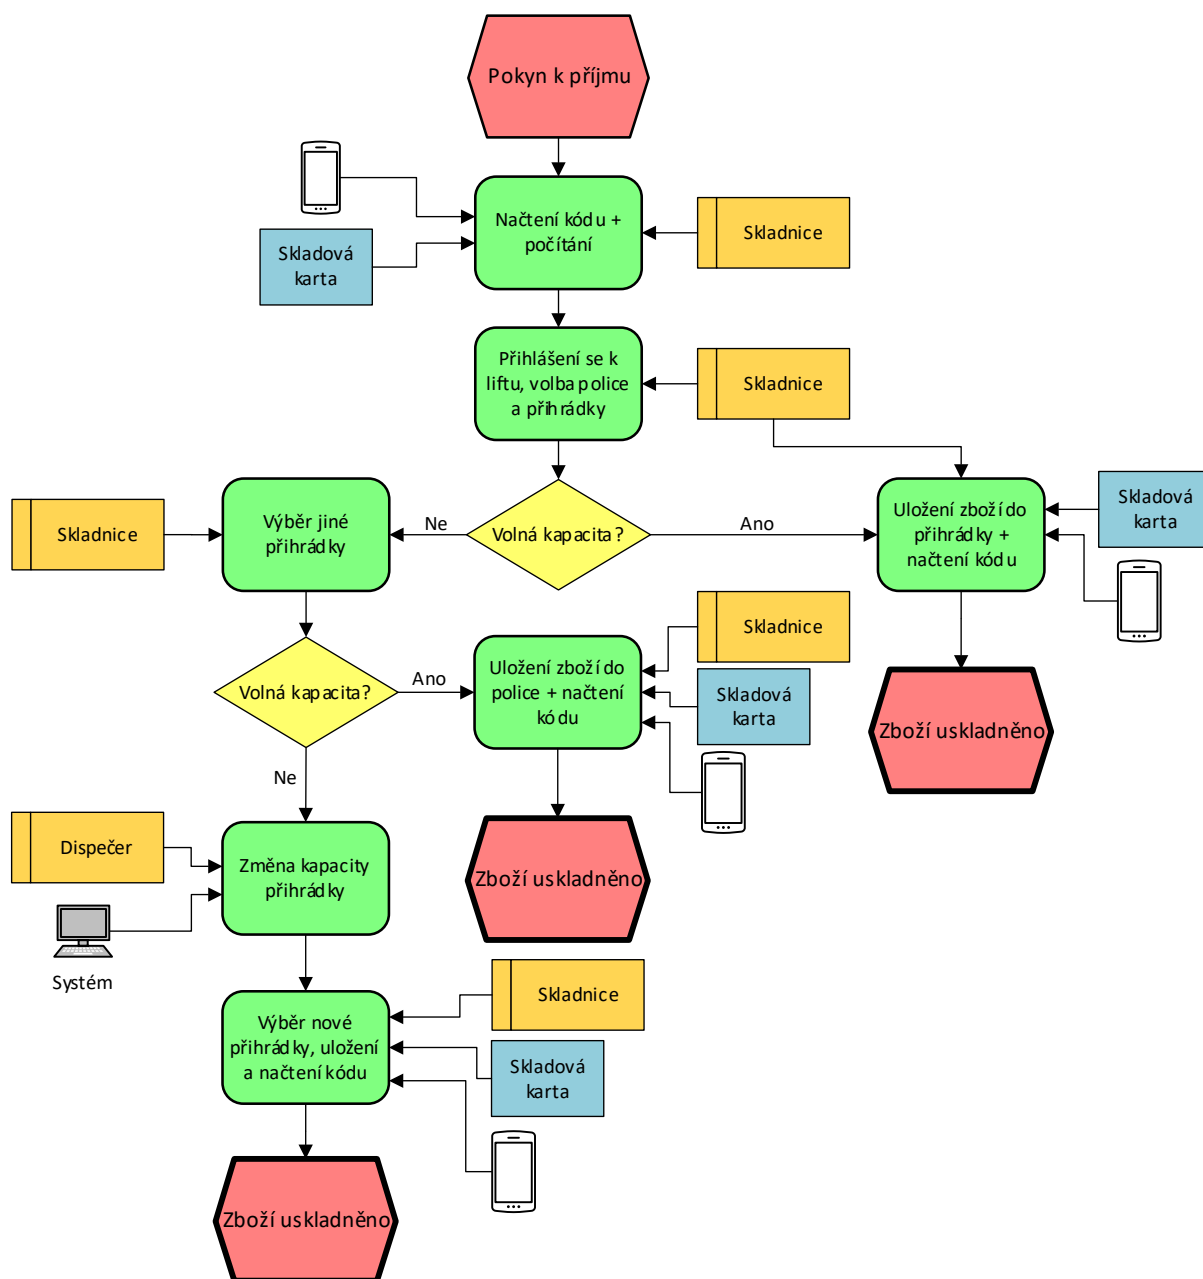 Pokyn k příjmu
Načtení kódu +
počítání
Skladnice
Skladová
karta
Přihlášení se k
liftu, volba police
a přihrádky
Skladnice
Skladnice
Výběr jiné
přihrádky
Ne
Volná kapacita?
Ano
Uložení zboží do
přihrádky +
načtení kódu
Skladová
karta
Skladnice
Volná kapacita?
Ano
Uložení zboží do
police + načtení
kódu
Skladová
karta
Zboží uskladněno
Ne
Dispečer
Změna kapacity
přihrádky
Zboží uskladněno
Systém
Skladnice
Výběr nové
přihrádky, uložení
a načtení kódu
Skladová
karta
Zboží uskladněno